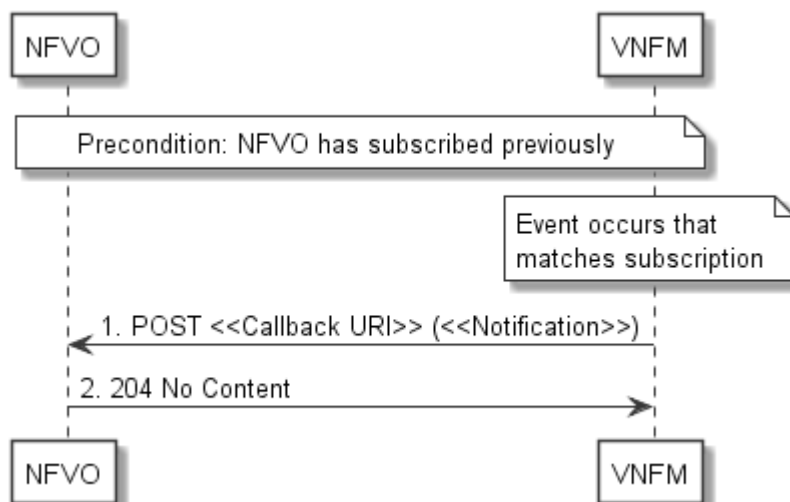 NFVO
VNFM
Precondition: NFVO has subscribed previously
Event occurs that
matches subscription
1. POST <<Callback URI>> (<<Notification>>)
2. 204 No Content
NFVO
VNFM